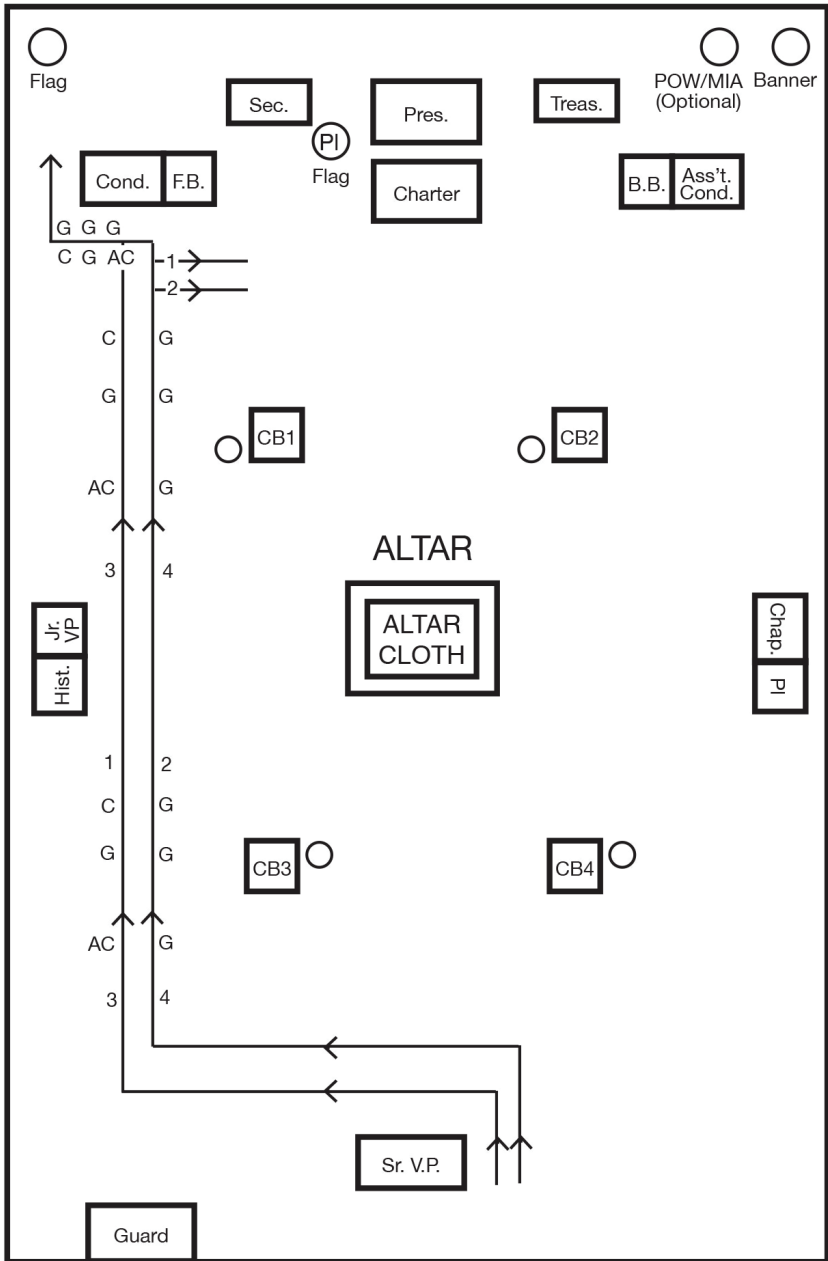 Flag
POW/MIA
(Optional)
Banner
Sec.
Pres.
Treas.
PI
Flag
Cond.
F.B.
Charter
B.B.
Ass’t.
Cond.
G G G
C G AC
1
2
C G
G G
CB1
CB2
AC G
3 4
ALTAR
ALTAR
CLOTH
Jr.
VP
Hist.
Chap.
PI
1 2
C G
G G
CB3
CB4
AC G
3 4
Sr. V.P.
Guard